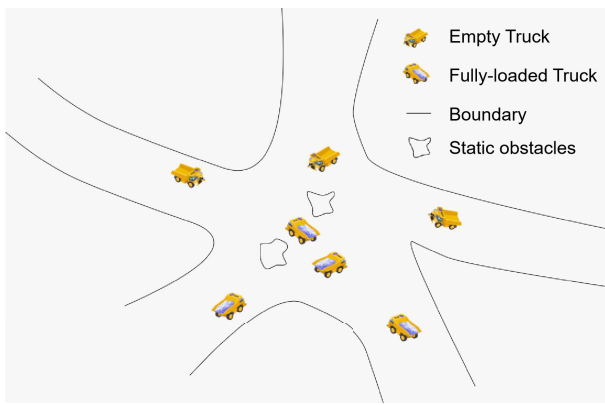 Empty Truck
Fully-loaded Truck
Boundary
Static obstacles